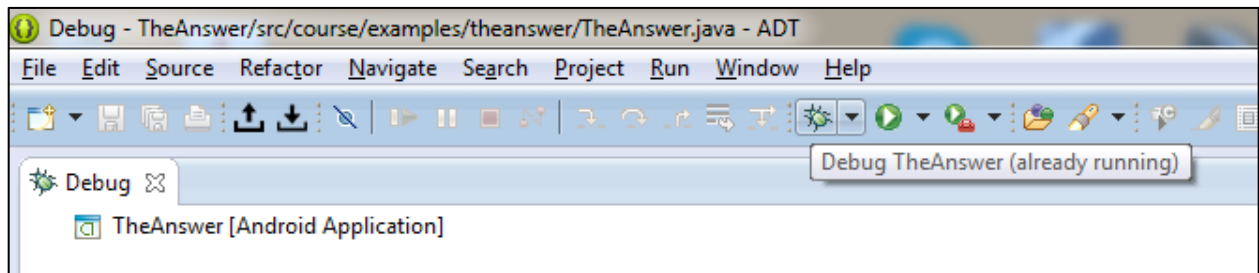 Debug - TheAnswer/src/course/examples/theanswer/TheAnswer.java - ADT
File Edit Source Refactor Navigate Search Project Run Window Help
Debug TheAnswer (already running)
Debug
TheAnswer [Android Application]